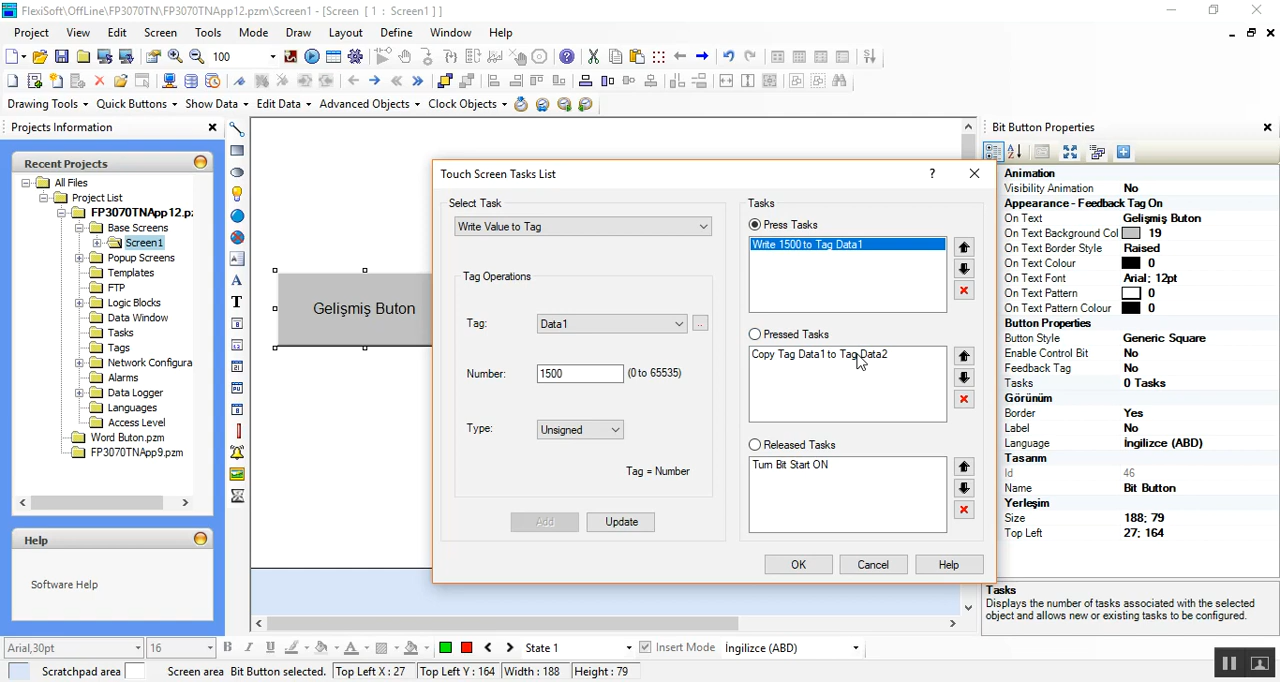 FlexiSoft\OffLine\FP3070TN\FP3070TNApp12.pzm\Screen1 - [Screen [ 1 : Screen1 ] ]
Project View Edit Screen Tools Mode Draw Layout Define Window Help
100
Drawing Tools Quick Buttons Show Data Edit Data Advanced Objects Clock Objects
Projects Information
Recent Projects
All Files
Project List
FP3070TNApp12.p:
Base Screens
Screen1
Popup Screens
Templates
FTP
Logic Blocks
Data Window
Tasks
Tags
Network Configura
Alarms
Data Logger
Languages
Access Level
Word Buton.pzm
FP3070TNApp9.pzm
Help
Software Help
Gelişmiş Buton
Touch Screen Tasks List
Select Task
Write Value to Tag
Tag Operations
Tag: Data1 ..
Number: 1500 (0 to 65535)
Type: Unsigned
Tag = Number
Add Update
Tasks
Press Tasks
Write 1500 to Tag Data1
Pressed Tasks
Copy Tag Data1 to Tag Data2
Released Tasks
Turn Bit Start ON
OK Cancel Help
Bit Button Properties
Animation
Visibility Animation No
Appearance - Feedback Tag On
On Text Gelişmiş Buton
On Text Background Col 19
On Text Border Style Raised
On Text Colour 0
On Text Font Arial; 12pt
On Text Pattern 0
On Text Pattern Colour 0
Button Properties
Button Style Generic Square
Enable Control Bit No
Feedback Tag No
Tasks 0 Tasks
Görünüm
Border Yes
Label No
Language İngilizce (ABD)
Tasarım
Id 46
Name Bit Button
Yerleşim
Size 188; 79
Top Left 27; 164
Tasks
Displays the number of tasks associated with the selected
object and allows new or existing tasks to be configured.
Arial,30pt 16 B I U A State 1 Insert Mode İngilizce (ABD)
Scratchpad area Screen area Bit Button selected. Top Left X : 27 Top Left Y : 164 Width : 188 Height : 79